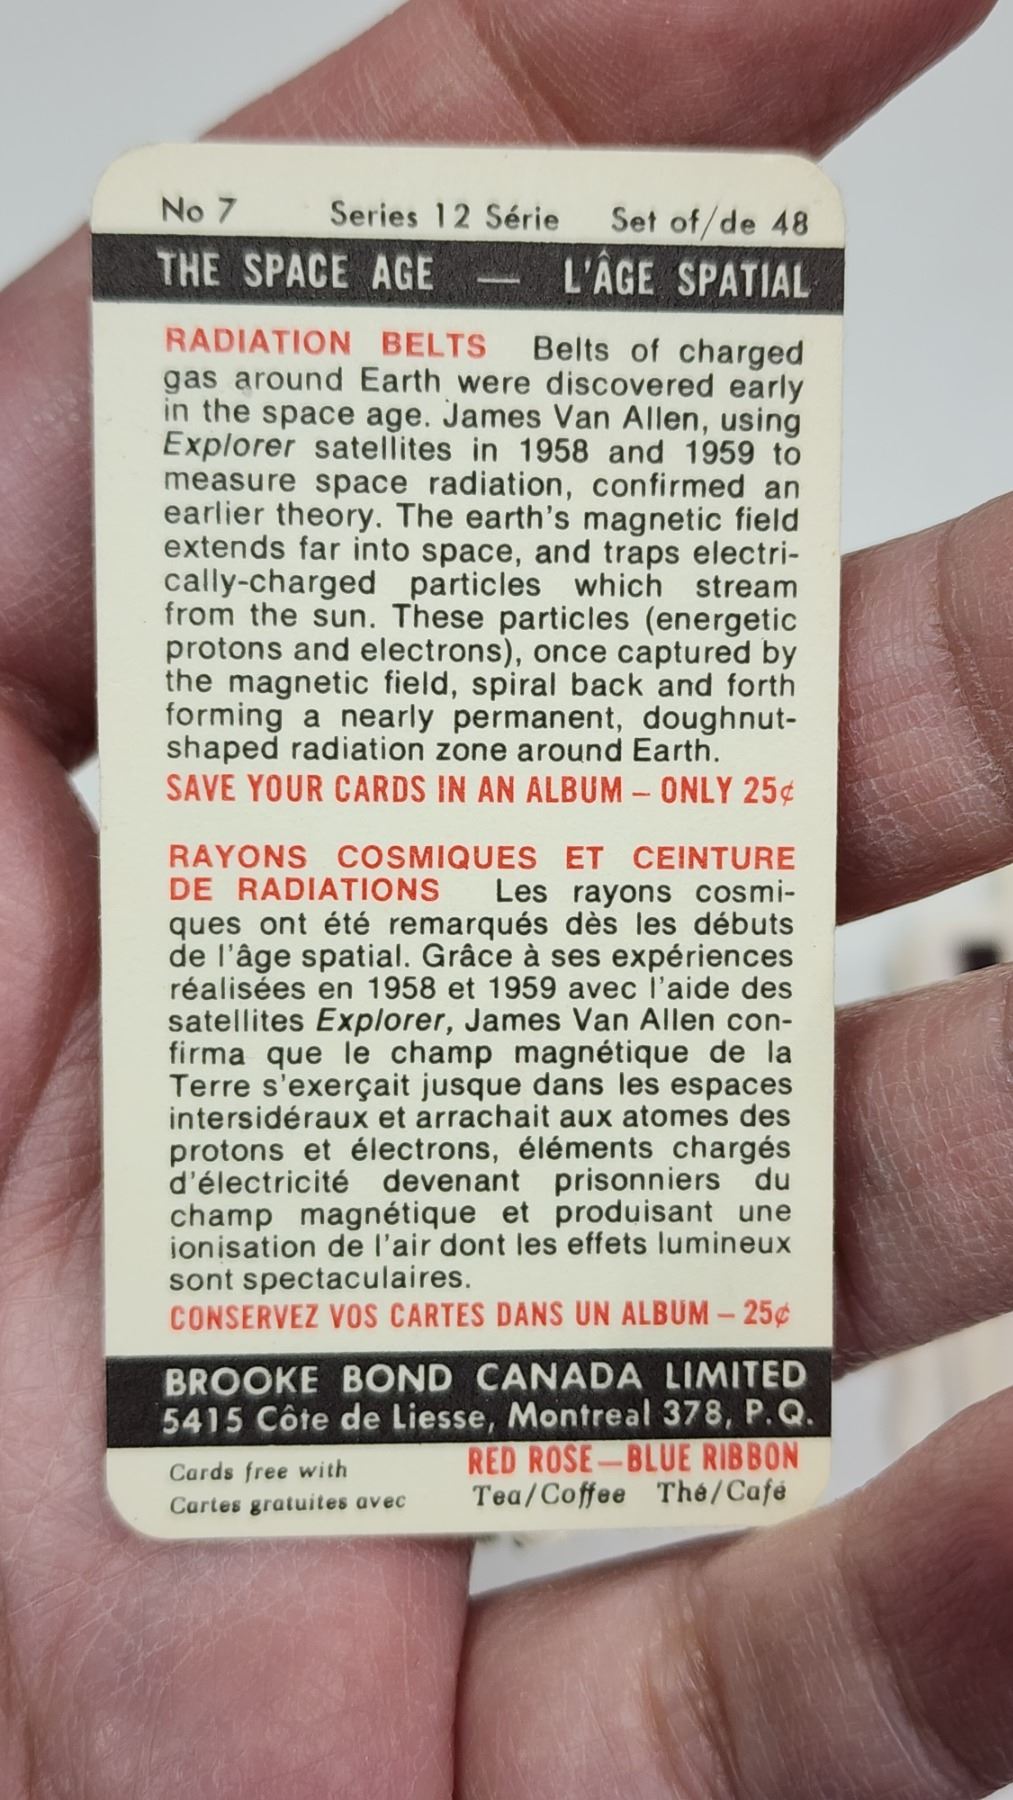 No 7 Series 12 Série Set of/de 48
THE SPACE AGE — L'ÂGE SPATIAL
RADIATION BELTS Belts of charged
gas around Earth were discovered early
in the space age. James Van Allen, using
Explorer satellites in 1958 and 1959 to
measure space radiation, confirmed an
earlier theory. The earth's magnetic field
extends far into space, and traps electri-
cally-charged particles which stream
from the sun. These particles (energetic
protons and electrons), once captured by
the magnetic field, spiral back and forth
forming a nearly permanent, doughnut-
shaped radiation zone around Earth.
SAVE YOUR CARDS IN AN ALBUM – ONLY 25¢
RAYONS COSMIQUES ET CEINTURE
DE RADIATIONS Les rayons cosmi-
ques ont été remarqués dès les débuts
de l'âge spatial. Grâce à ses expériences
réalisées en 1958 et 1959 avec l'aide des
satellites Explorer, James Van Allen con-
firma que le champ magnétique de la
Terre s'exerçait jusque dans les espaces
intersidéraux et arrachait aux atomes des
protons et électrons, éléments chargés
d'électricité devenant prisonniers du
champ magnétique et produisant une
ionisation de l'air dont les effets lumineux
sont spectaculaires.
CONSERVEZ VOS CARTES DANS UN ALBUM – 25¢
BROOKE BOND CANADA LIMITED
5415 Côte de Liesse, Montreal 378, P.Q.
Cards free with RED ROSE—BLUE RIBBON
Cartes gratuites avec Tea/Coffee Thé/Café